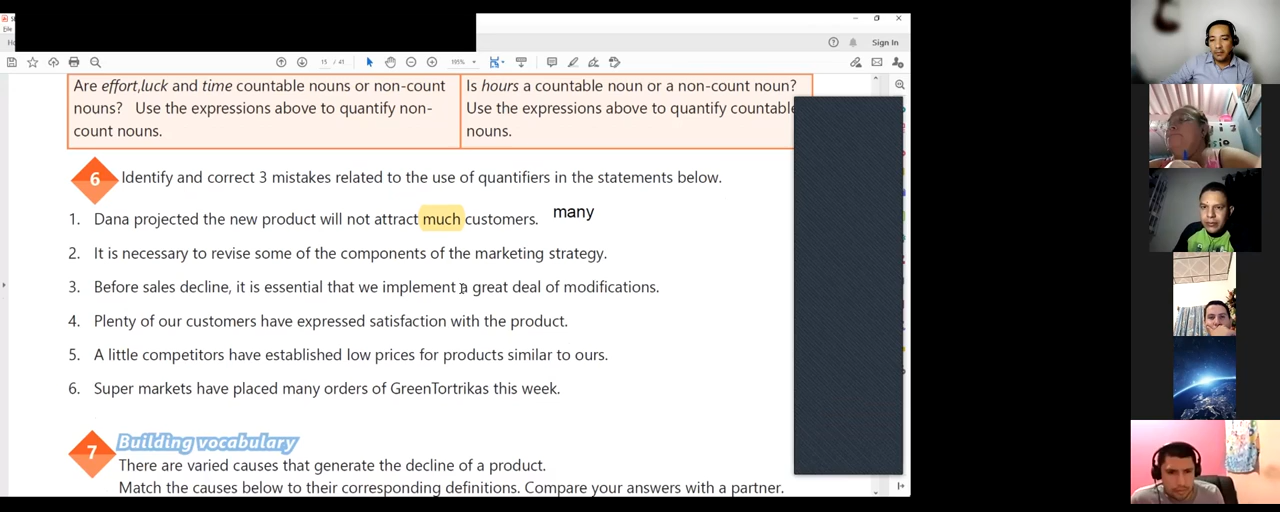 Sign In
15 / 41
195%
Are effort,luck and time countable nouns or non-count
nouns? Use the expressions above to quantify non-
count nouns.
Is hours a countable noun or a non-count noun?
Use the expressions above to quantify countable
nouns.
6 Identify and correct 3 mistakes related to the use of quantifiers in the statements below.
1. Dana projected the new product will not attract much customers. many
2. It is necessary to revise some of the components of the marketing strategy.
3. Before sales decline, it is essential that we implement a great deal of modifications.
4. Plenty of our customers have expressed satisfaction with the product.
5. A little competitors have established low prices for products similar to ours.
6. Super markets have placed many orders of GreenTortrikas this week.
7 Building vocabulary
There are varied causes that generate the decline of a product.
Match the causes below to their corresponding definitions. Compare your answers with a partner.